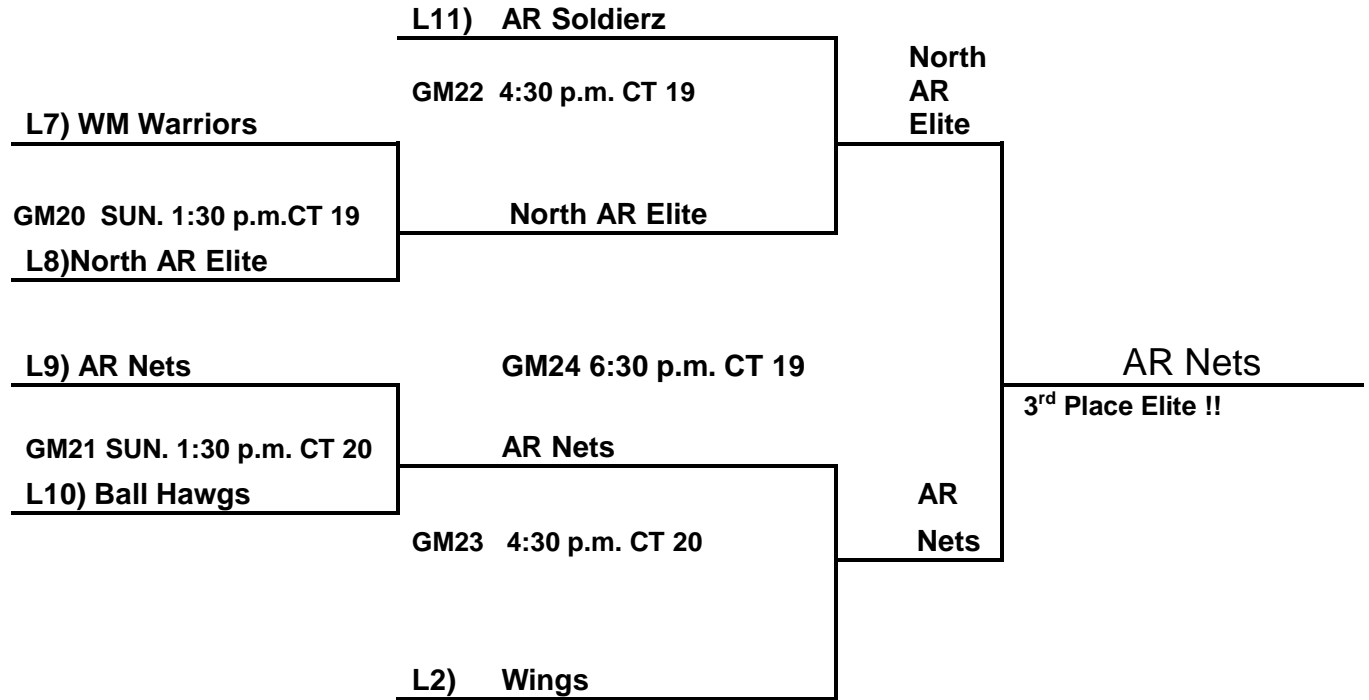 L11) AR Soldierz
North
AR
Elite
GM22 4:30 p.m. CT 19
L7) WM Warriors
GM20 SUN. 1:30 p.m.CT 19
North AR Elite
L8)North AR Elite
L9) AR Nets
GM24 6:30 p.m. CT 19
AR Nets
3rd Place Elite !!
GM21 SUN. 1:30 p.m. CT 20
AR Nets
L10) Ball Hawgs
AR
Nets
GM23 4:30 p.m. CT 20
L2) Wings